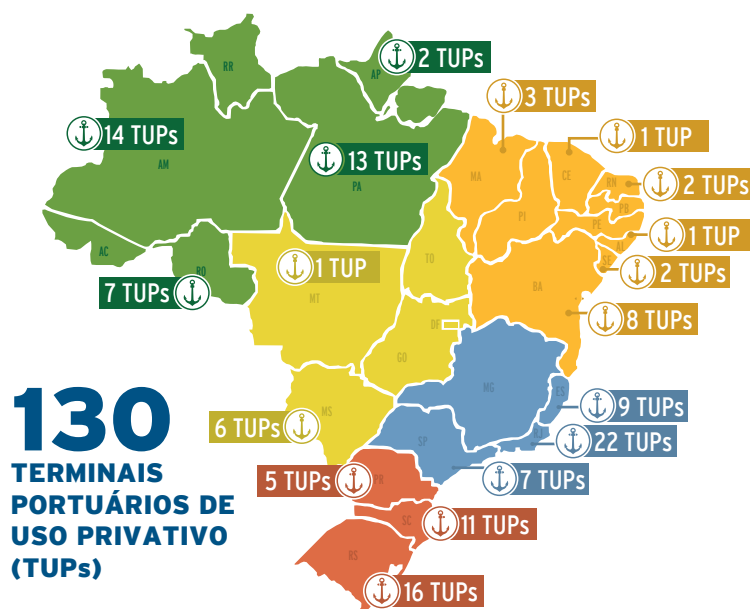 RR
AP
2 TUPs
3 TUPs
14 TUPs
AM
13 TUPs
PA
MA
CE
1 TUP
RN
2 TUPs
PB
PI
PE
AL
1 TUP
SE
2 TUPs
AC
RO
7 TUPs
1 TUP
MT
TO
BA
8 TUPs
DF
GO
MG
ES
9 TUPs
MS
6 TUPs
SP
RJ
22 TUPs
7 TUPs
130
TERMINAIS
PORTUÁRIOS DE
USO PRIVATIVO
(TUPs)
5 TUPs
PR
SC
11 TUPs
RS
16 TUPs